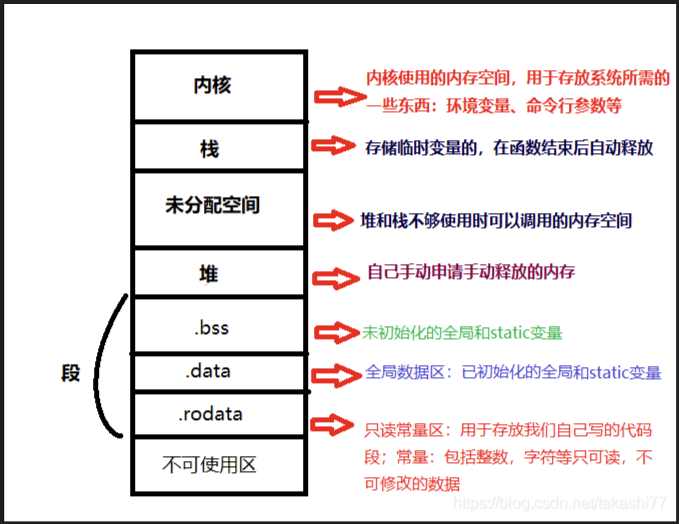 内核
内核使用的内存空间，用于存放系统所需的
一些东西：环境变量、命令行参数等
栈
存储临时变量的，在函数结束后自动释放
未分配空间
堆和栈不够使用时可以调用的内存空间
堆
自己手动申请手动释放的内存
.bss
未初始化的全局和static变量
段
.data
全局数据区：已初始化的全局和static变量
.rodata
只读常量区：用于存放我们自己写的代码
段；常量：包括整数，字符等只可读，不
可修改的数据
不可使用区
https://blog.csdn.net/takashi77